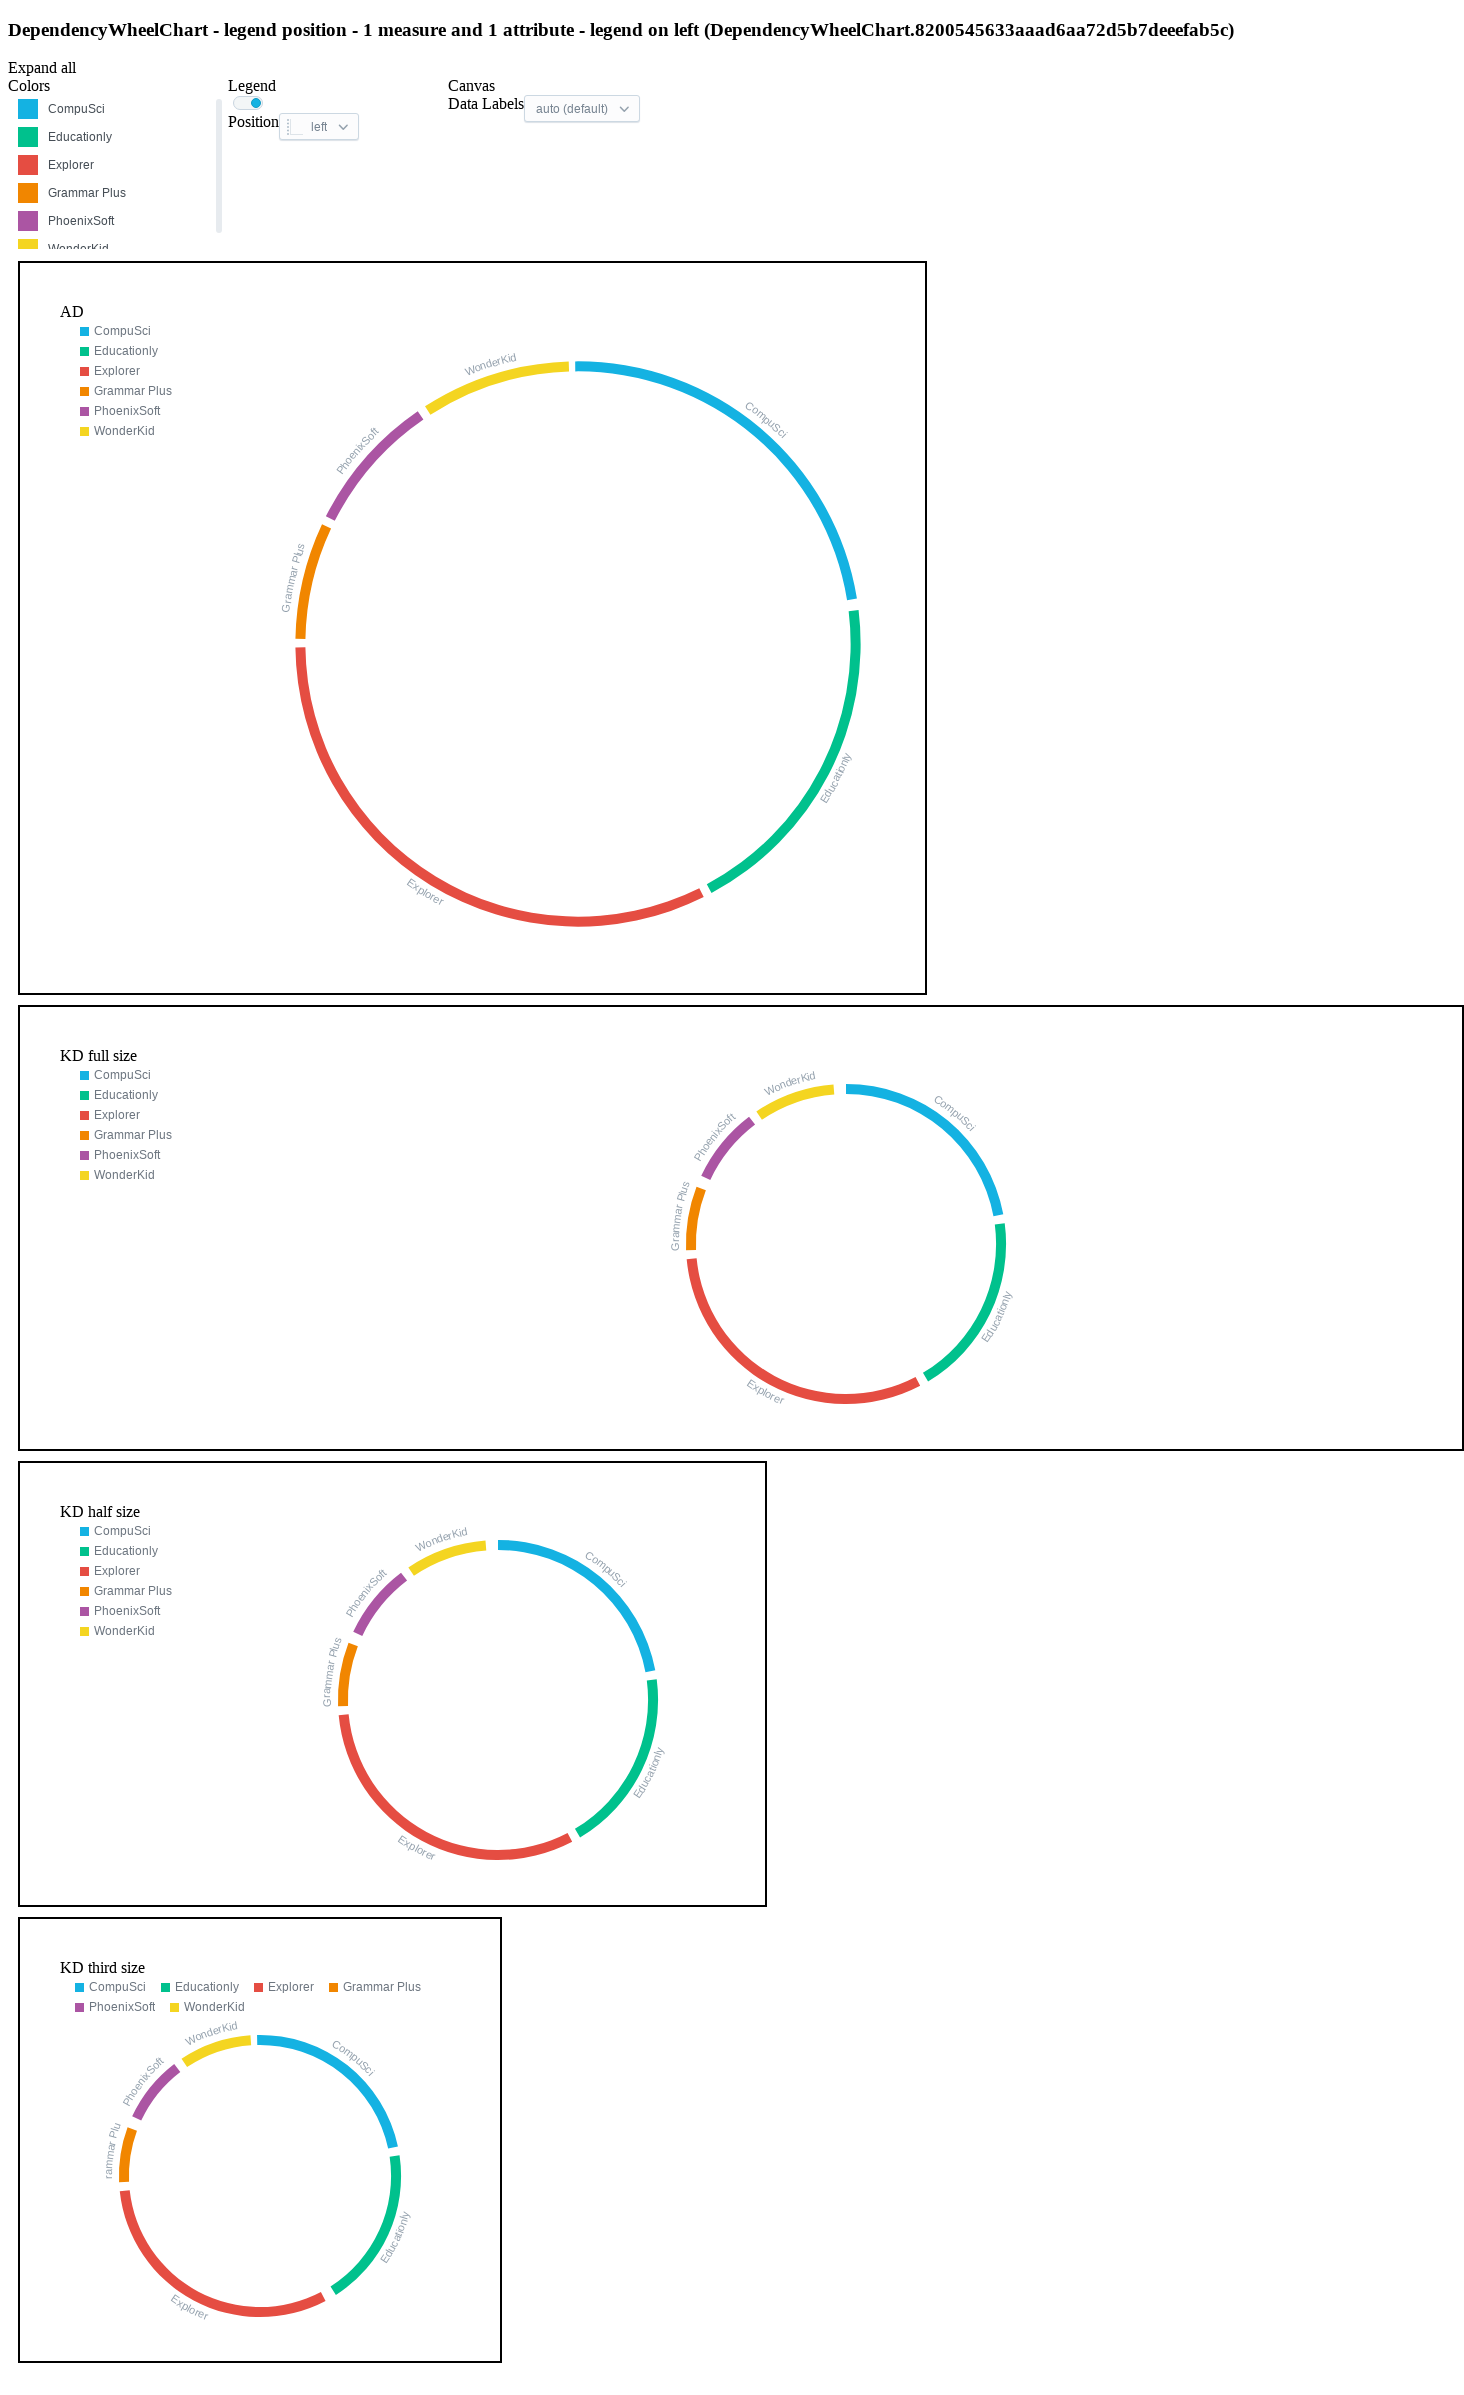 DependencyWheelChart - legend position - 1 measure and 1 attribute - legend on left (DependencyWheelChart.8200545633aaad6aa72d5b7deeefab5c)
Expand all
Colors
CompuSci
Educationly
Explorer
Grammar Plus
PhoenixSoft
WonderKid
Legend
Position left
Canvas
Data Labels auto (default)
AD
CompuSci
Educationly
Explorer
Grammar Plus
PhoenixSoft
WonderKid
WonderKid
CompuSci
PhoenixSoft
Grammar Plus
Educationly
Explorer
KD full size
CompuSci
Educationly
Explorer
Grammar Plus
PhoenixSoft
WonderKid
WonderKid
CompuSci
PhoenixSoft
Grammar Plus
Educationly
Explorer
KD half size
CompuSci
Educationly
Explorer
Grammar Plus
PhoenixSoft
WonderKid
WonderKid
CompuSci
PhoenixSoft
Grammar Plus
Educationly
Explorer
KD third size
CompuSci Educationly Explorer Grammar Plus
PhoenixSoft WonderKid
WonderKid
CompuSci
PhoenixSoft
rammar Plu
Educationly
Explorer